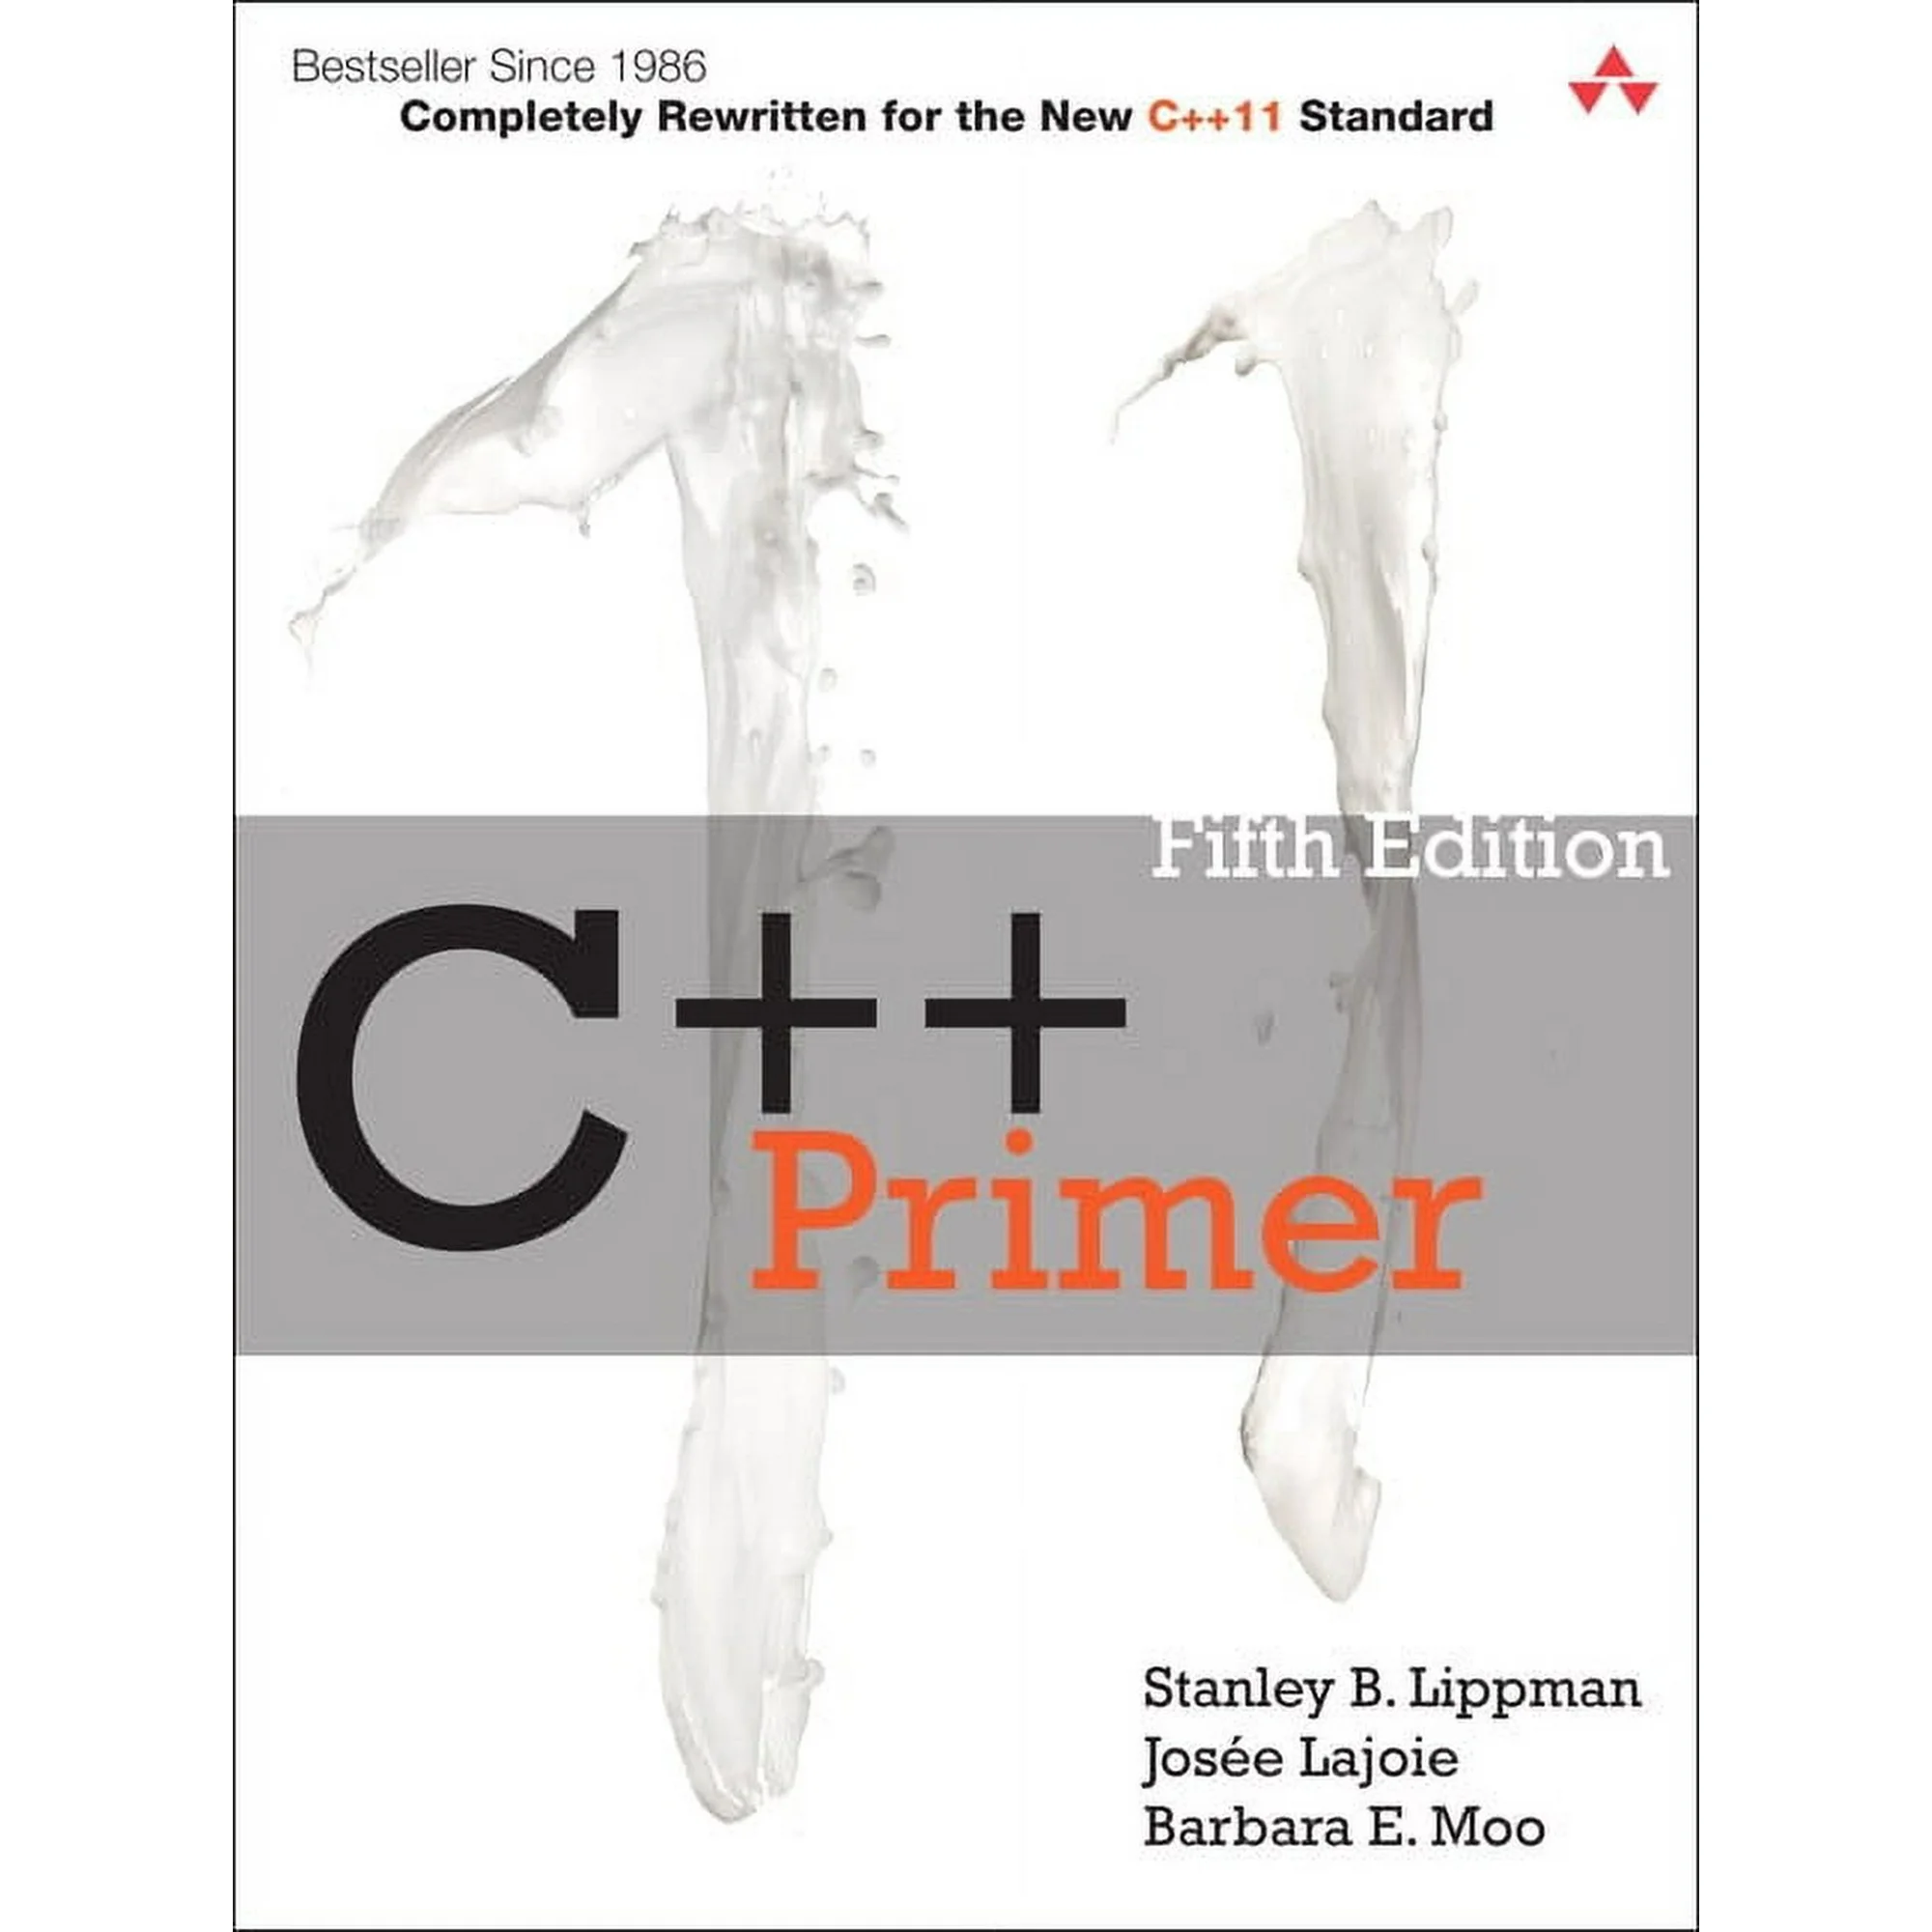 Bestseller Since 1986
Completely Rewritten for the New C++11 Standard
Fifth Edition
C++
Primer
Stanley B. Lippman
Josée Lajoie
Barbara E. Moo